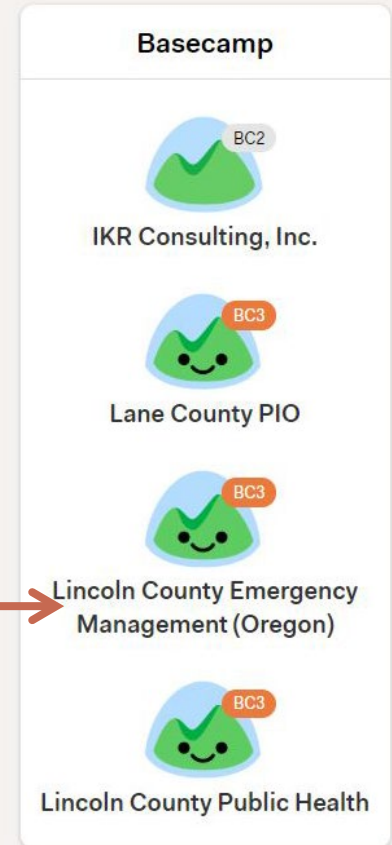 Basecamp
BC2
IKR Consulting, Inc.
BC3
Lane County PIO
BC3
Lincoln County Emergency
Management (Oregon)
BC3
Lincoln County Public Health